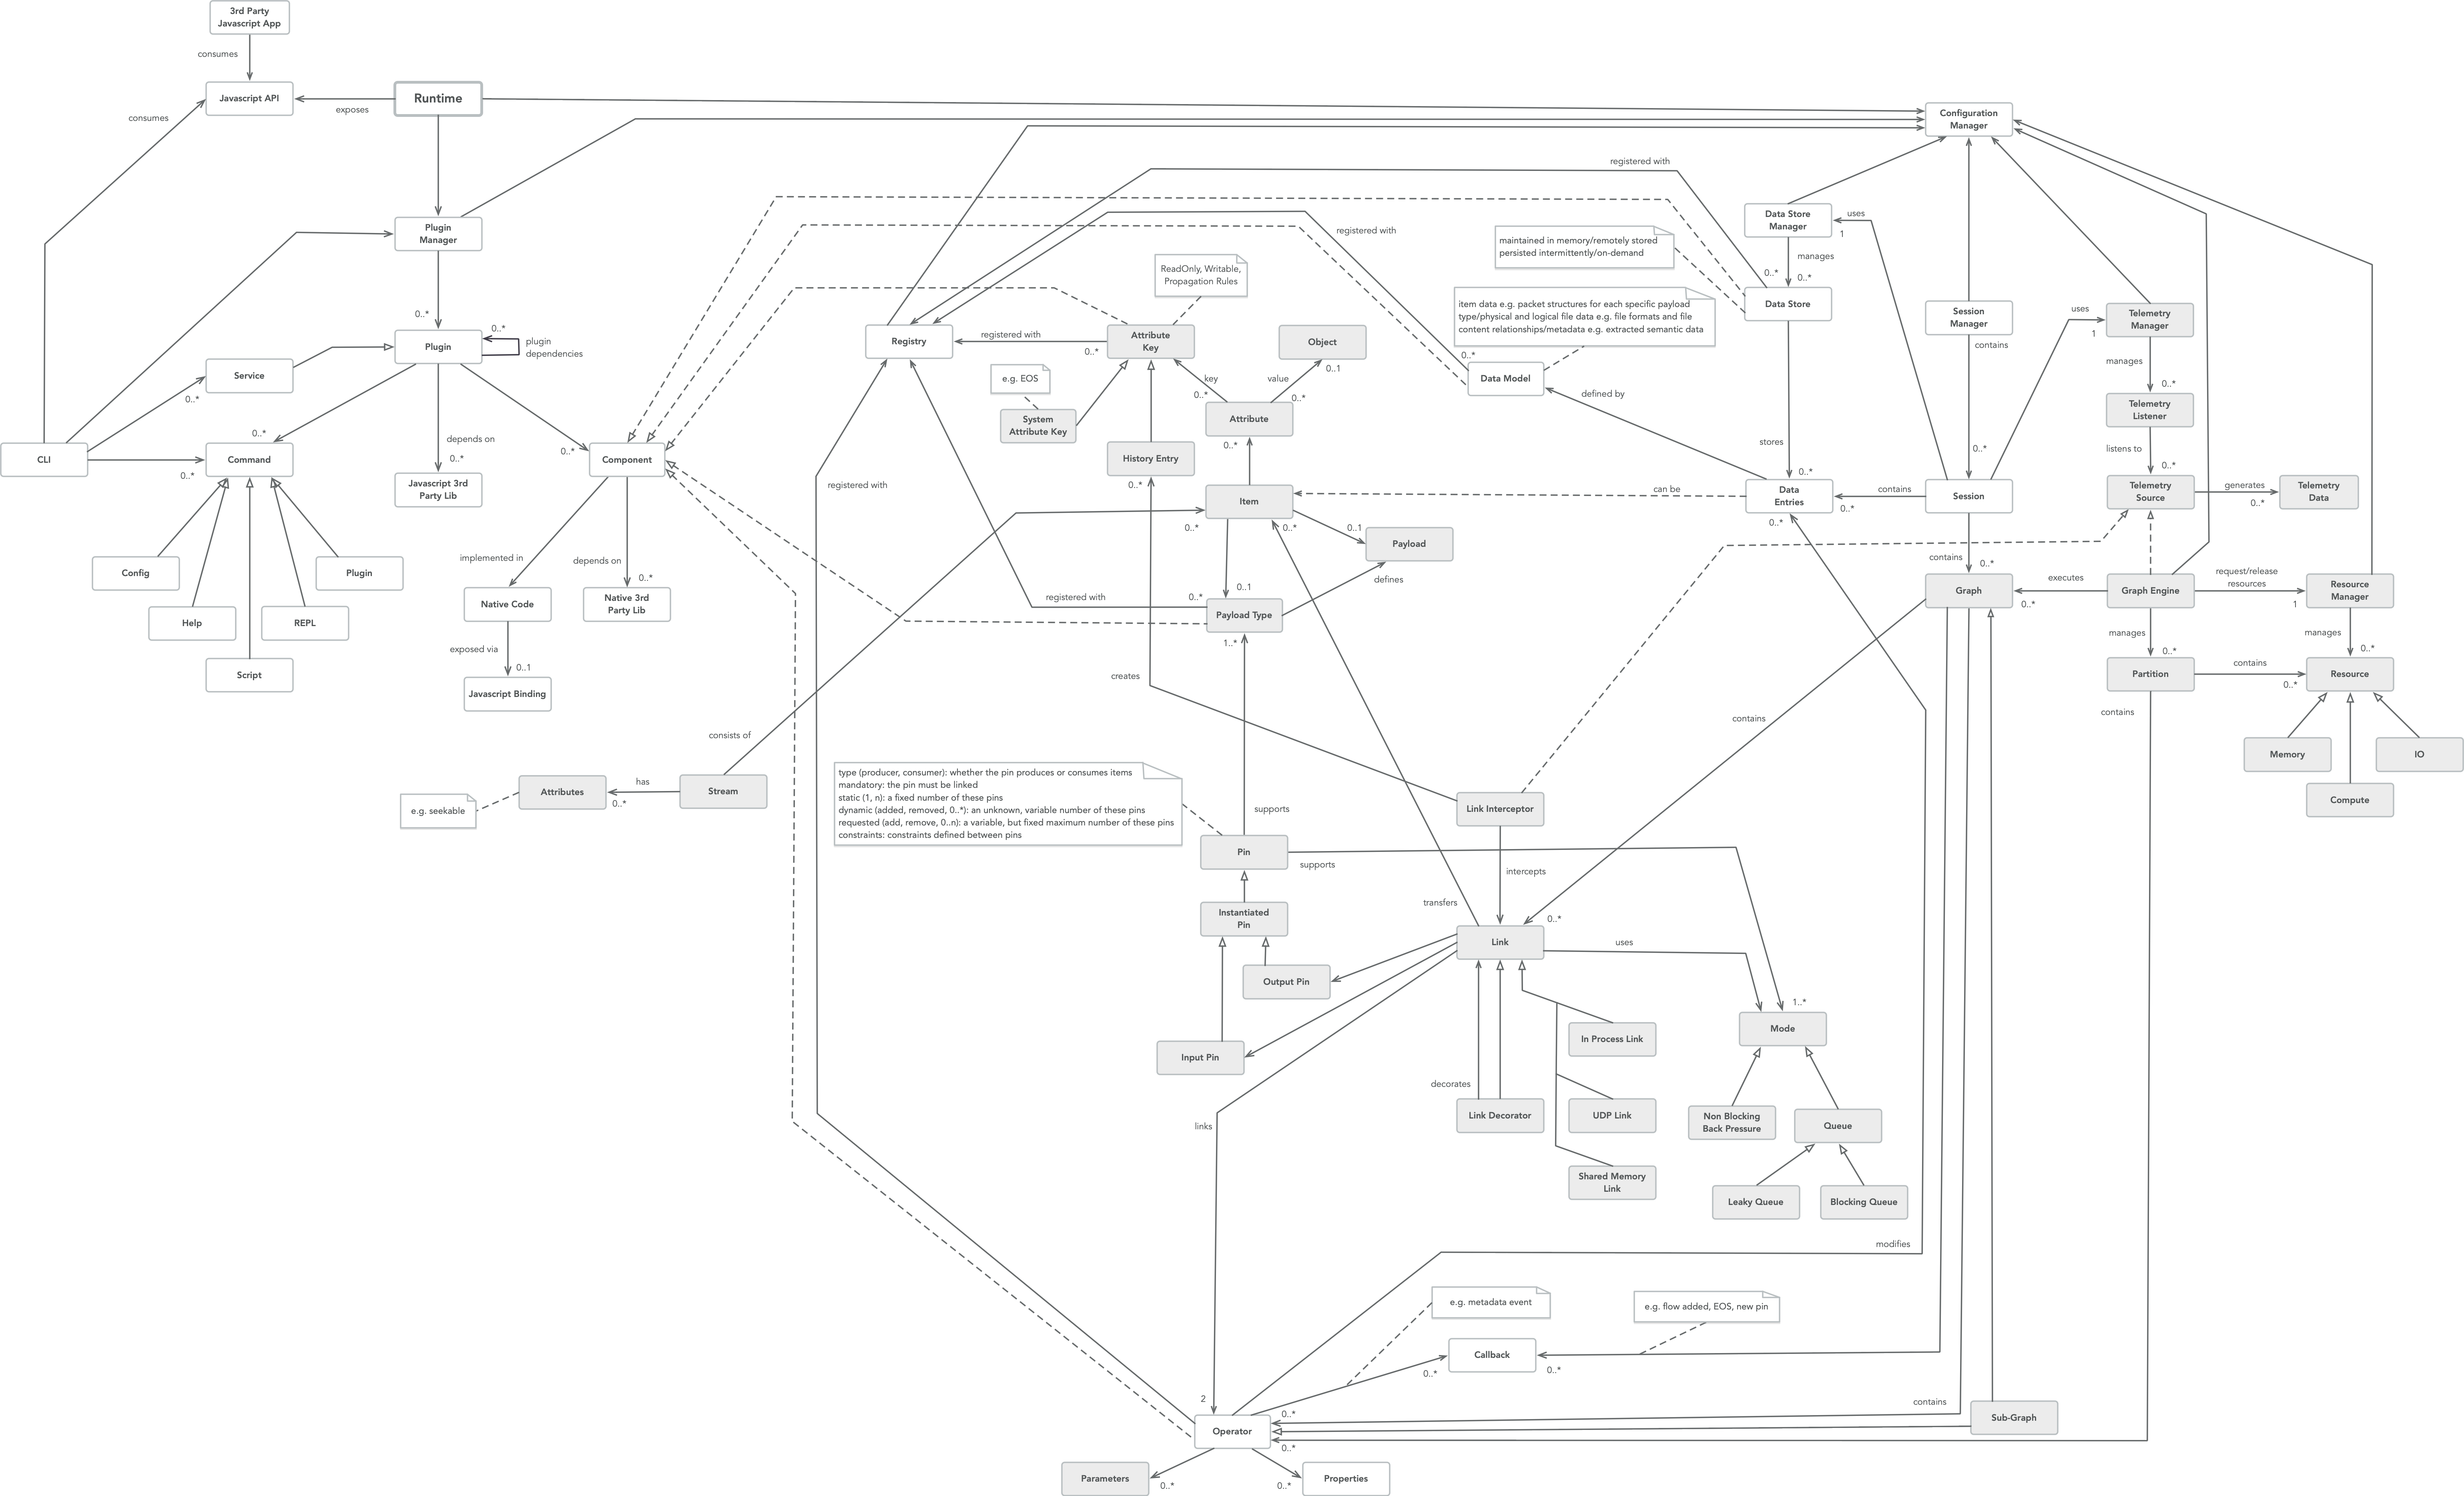 3rd Party
Javascript App
consumes
Javascript API
exposes
Runtime
consumes
Configuration
Manager
registered with
Plugin
Manager
Data Store
Manager
uses
1
registered with
maintained in memory/remotely stored
persisted intermittently/on-demand
manages
0..*
0..*
ReadOnly, Writable,
Propagation Rules
item data e.g. packet structures for each specific payload
type/physical and logical file data e.g. file formats and file
content relationships/metadata e.g. extracted semantic data
Data Store
Session
Manager
uses
1
Telemetry
Manager
0..*
Plugin
0..*
plugin
dependencies
Registry
registered with
0..*
Attribute
Key
Object
0..1
0..*
Data Model
contains
manages
0..*
Service
0..*
e.g. EOS
key
0..*
value
0..*
defined by
Telemetry
Listener
System
Attribute Key
Attribute
0..*
0..*
depends on
0..*
0..*
stores
0..*
0..*
listens to
0..*
CLI
0..*
Command
Component
History Entry
0..*
Javascript 3rd
Party Lib
registered with
Item
0..*
0..*
can be
Data
Entries
0..*
contains
0..*
Session
Telemetry
Source
generates
0..*
Telemetry
Data
0..1
Payload
implemented in
depends on
0..*
contains
0..*
Config
Plugin
defines
0..1
executes
0..*
request/release
resources
1
Native Code
Native 3rd
Party Lib
registered with
0..*
Payload Type
1..*
Graph
Graph Engine
Resource
Manager
Help
REPL
exposed via
0..1
manages
0..*
manages
0..*
Script
Javascript Binding
creates
Partition
contains
0..*
Resource
contains
contains
consists of
Memory
IO
Compute
type (producer, consumer): whether the pin produces or consumes items
mandatory: the pin must be linked
static (1, n): a fixed number of these pins
dynamic (added, removed, 0..*): an unknown, variable number of these pins
requested (add, remove, 0..n): a variable, but fixed maximum number of these pins
constraints: constraints defined between pins
e.g. seekable
Attributes
has
0..*
Stream
supports
Link Interceptor
Pin
supports
intercepts
transfers
0..*
Instantiated
Pin
Link
uses
Output Pin
1..*
Input Pin
In Process Link
Mode
decorates
Link Decorator
UDP Link
Non Blocking
Back Pressure
Queue
links
Shared Memory
Link
Leaky Queue
Blocking Queue
modifies
e.g. metadata event
e.g. flow added, EOS, new pin
Callback
0..*
0..*
2
0..*
contains
Operator
0..*
Sub-Graph
Parameters
0..*
0..*
Properties